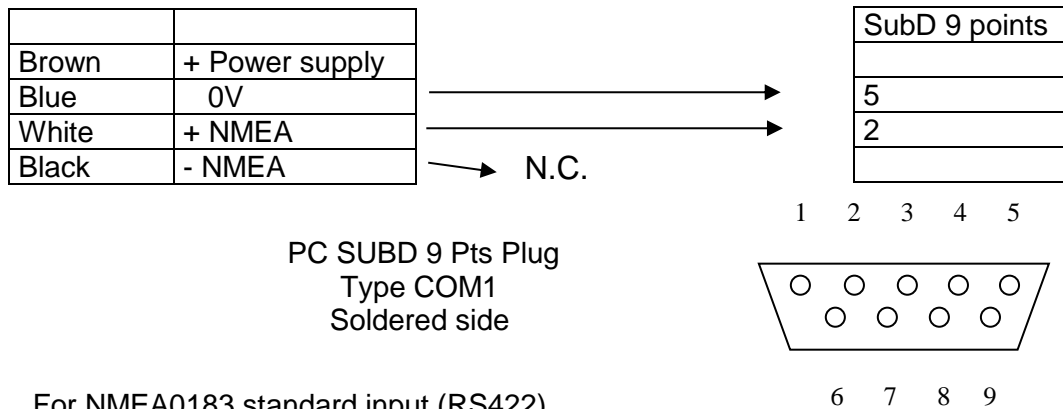 SubD 9 points
Brown + Power supply
Blue 0V 5
White + NMEA 2
Black - NMEA N.C.
1 2 3 4 5
PC SUBD 9 Pts Plug
Type COM1
Soldered side
6 7 8 9
For NMEA0183 standard input (RS422)